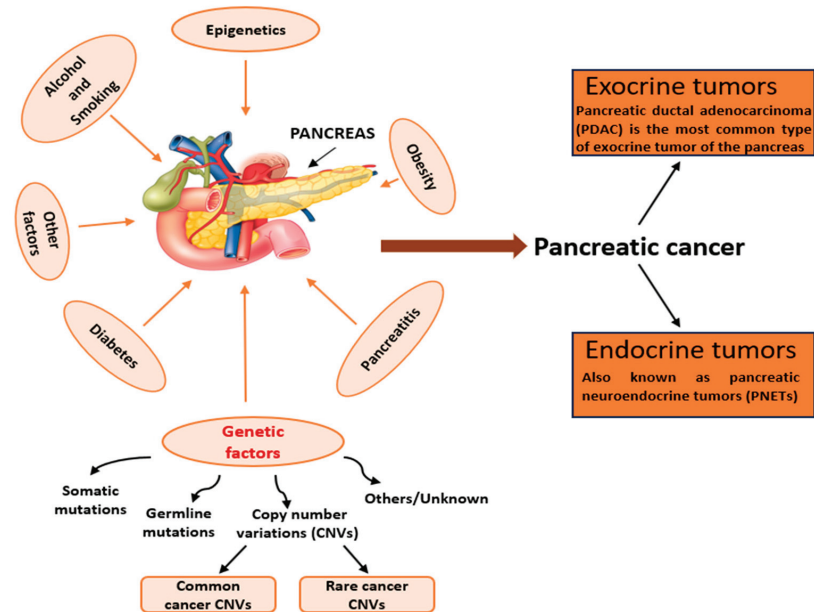 Epigenetics
Alcohol
and
Smoking
PANCREAS
Obesity
Other
factors
Diabetes
Pancreatitis
Genetic
factors
Somatic
mutations
Germline
mutations
Copy number
variations (CNVs)
Others/Unknown
Common
cancer CNVs
Rare cancer
CNVs
Pancreatic cancer
Exocrine tumors
Pancreatic ductal adenocarcinoma
(PDAC) is the most common type
of exocrine tumor of the pancreas
Endocrine tumors
Also known as pancreatic
neuroendocrine tumors (PNETs)